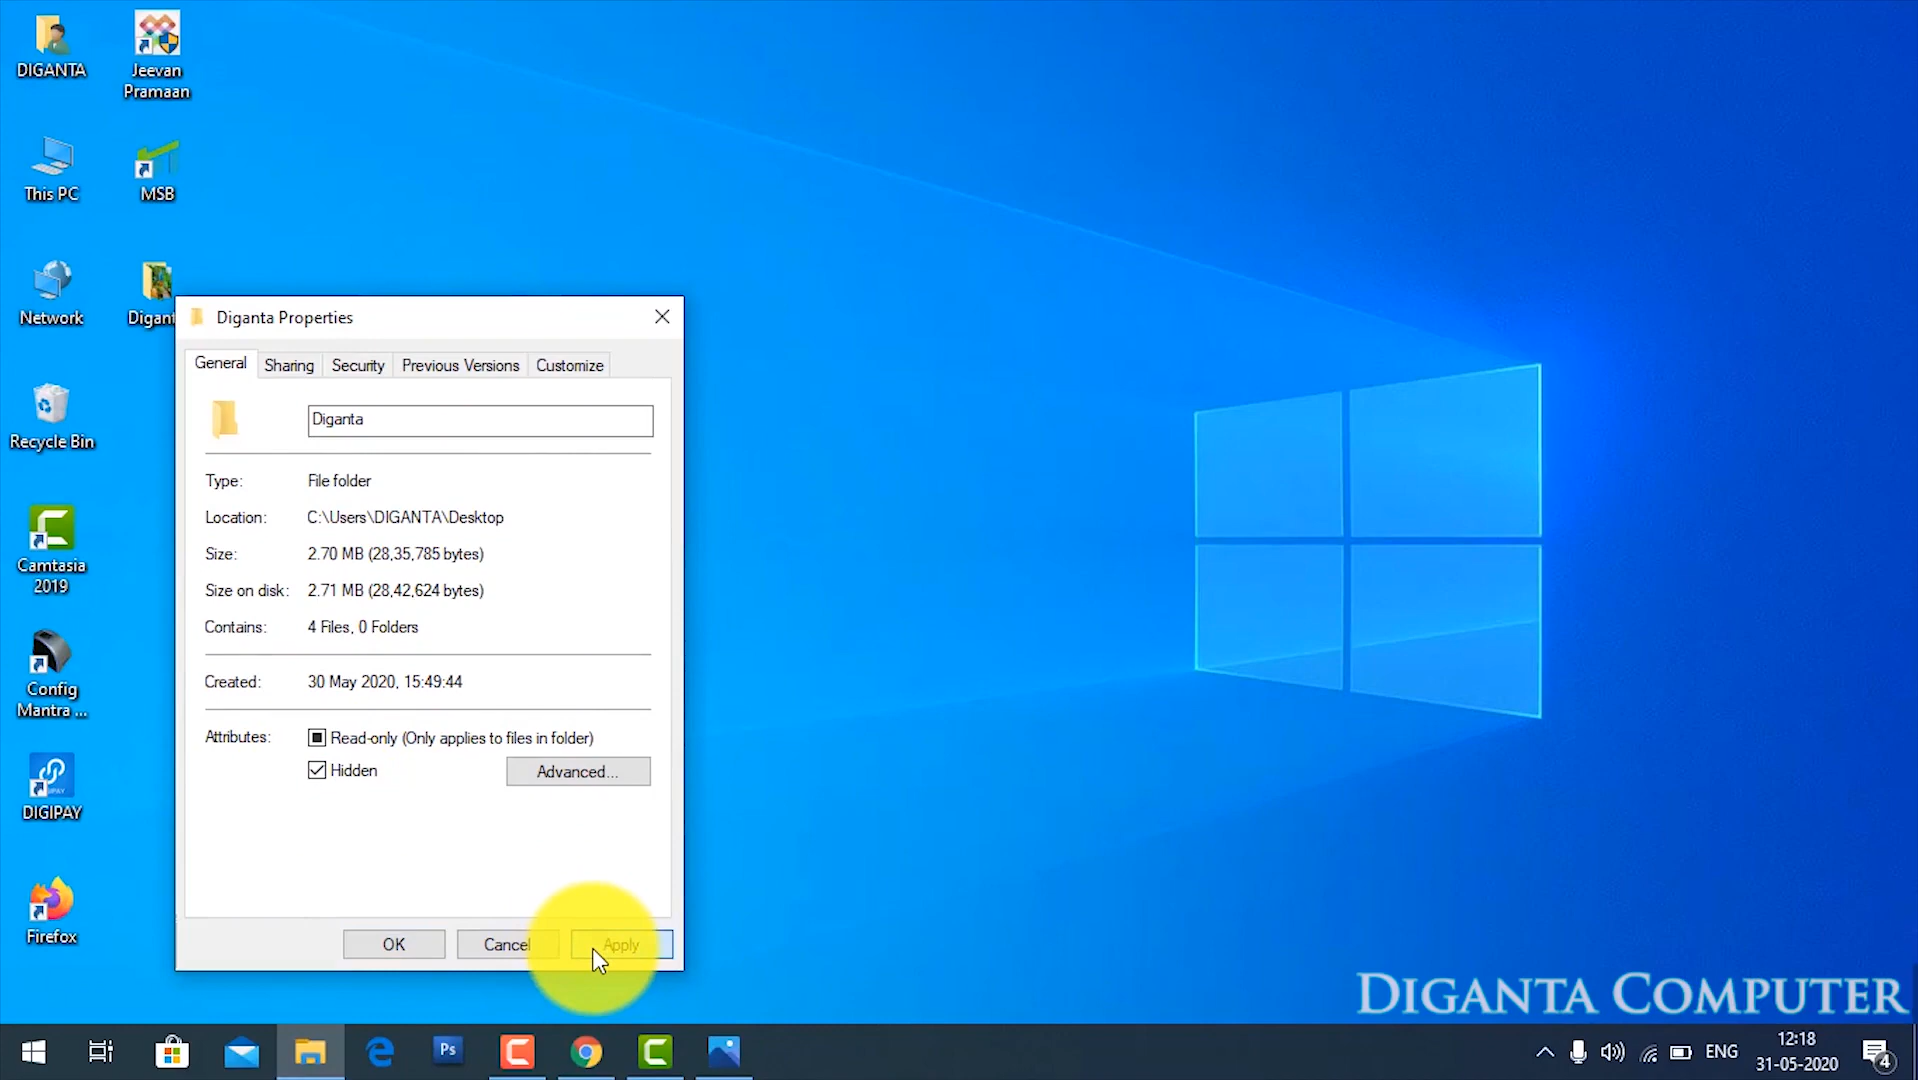 DIGANTA
Jeevan
Pramaan
This PC
MSB
Network
Digant
Recycle Bin
Camtasia
2019
Config
Mantra ...
DIGIPAY
Firefox
Diganta Properties
General
Sharing
Security
Previous Versions
Customize
Diganta
Type: File folder
Location: C:\Users\DIGANTA\Desktop
Size: 2.70 MB (28,35,785 bytes)
Size on disk: 2.71 MB (28,42,624 bytes)
Contains: 4 Files, 0 Folders
Created: 30 May 2020, 15:49:44
Attributes: Read-only (Only applies to files in folder)
Hidden
Advanced...
OK
Cancel
Apply
DIGANTA COMPUTER
Ps
ENG
12:18
31-05-2020
4